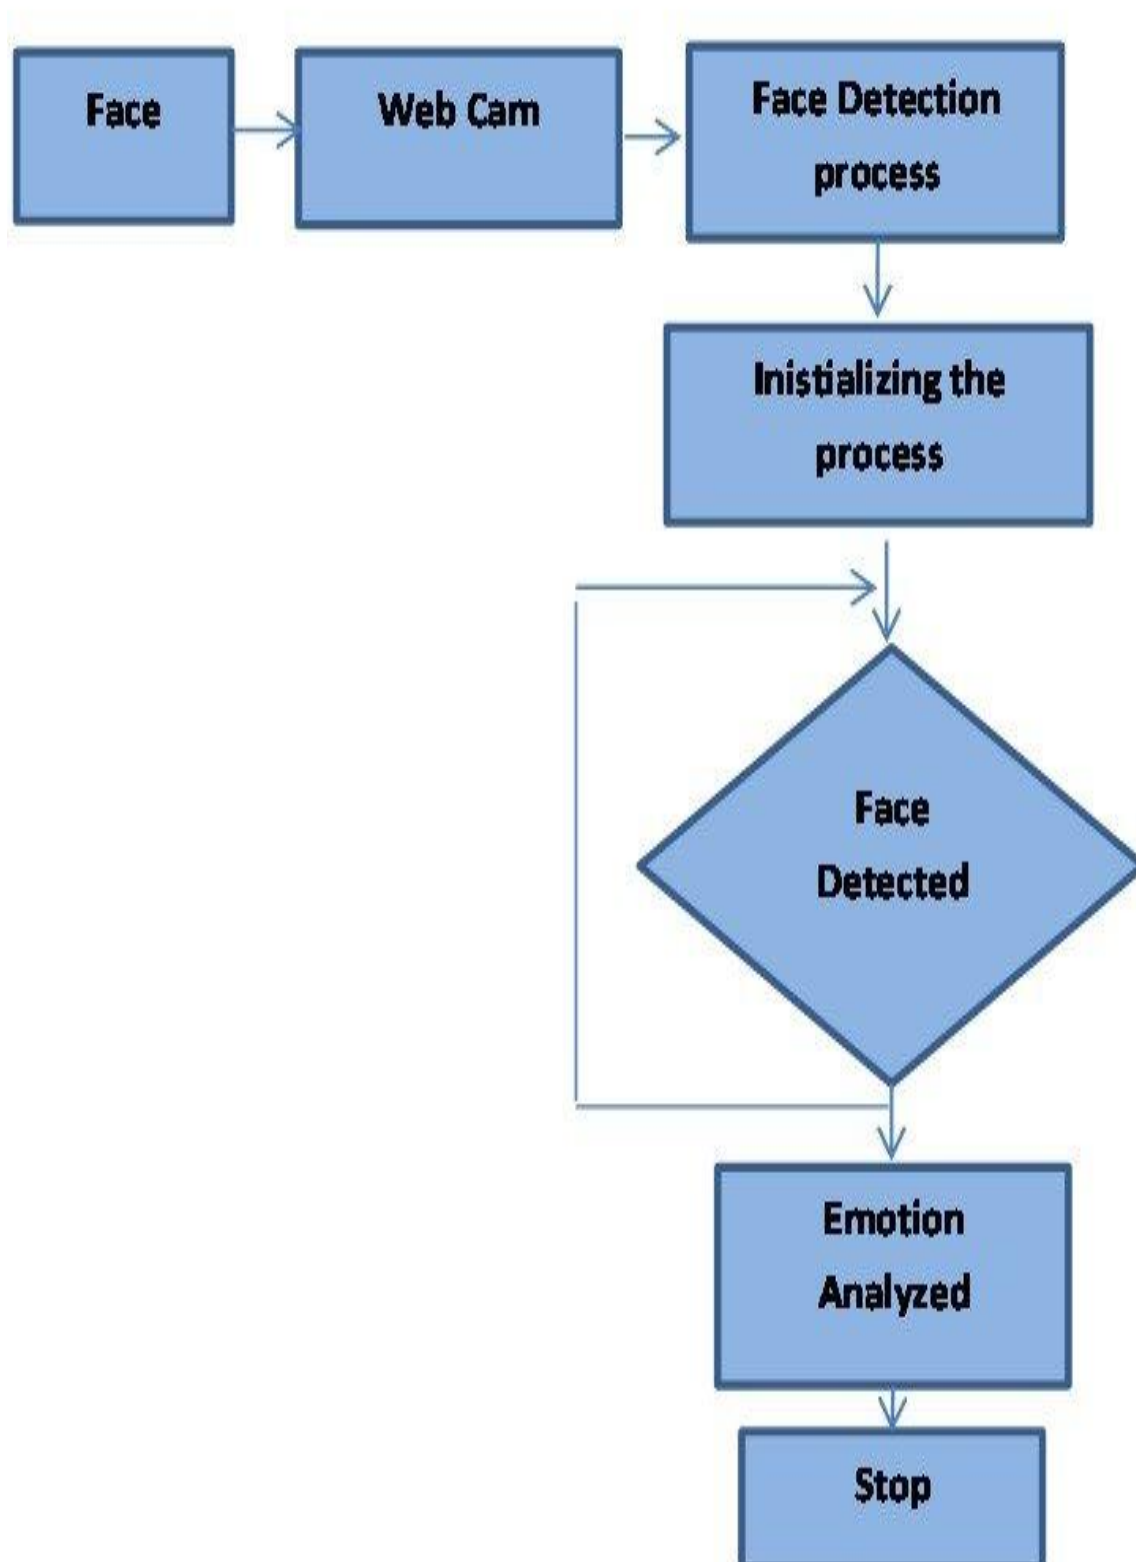 Face
Web Cam
Face Detection
process
Inistializing the
process
Face
Detected
Emotion
Analyzed
Stop